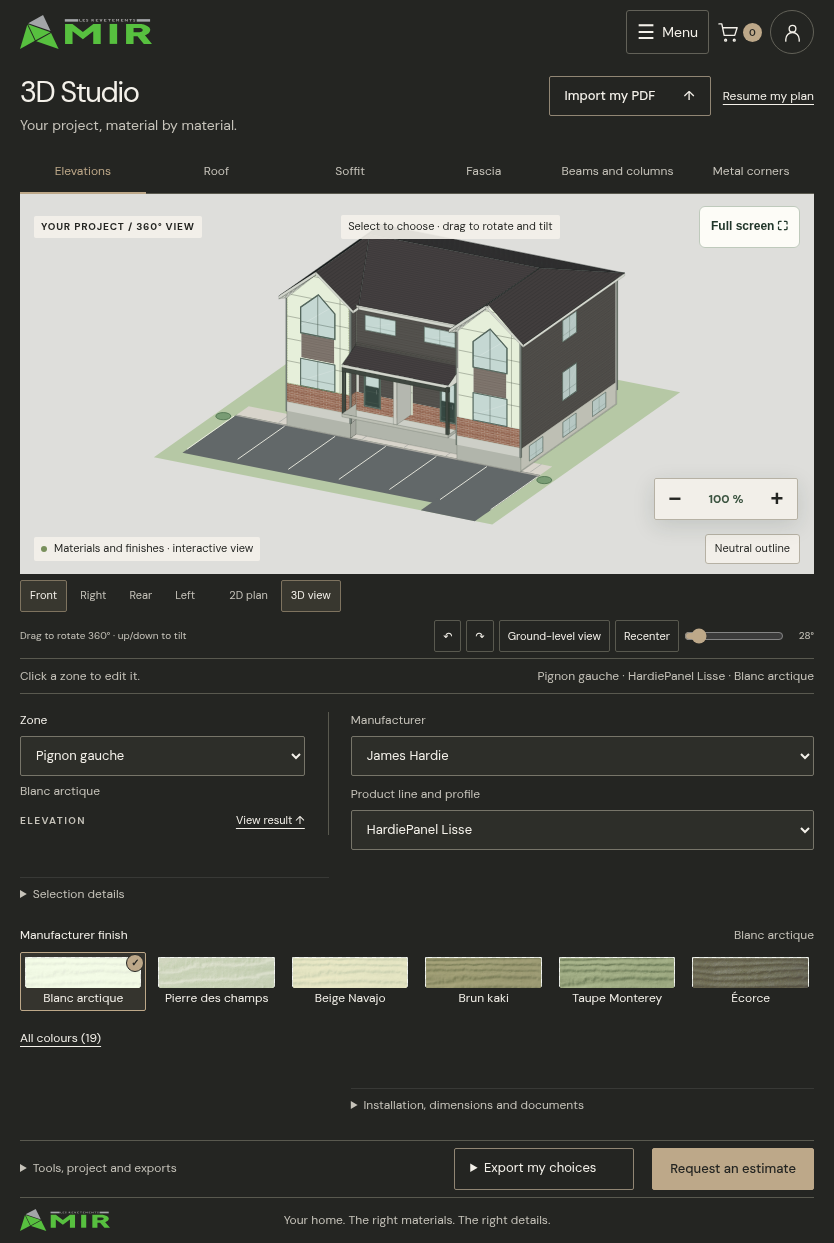 LES REVÊTEMENTS
MIR
☰ Menu
0
3D Studio
Your project, material by material.
Import my PDF ↑
Resume my plan
Elevations Roof Soffit Fascia Beams and columns Metal corners
YOUR PROJECT / 360° VIEW
Select to choose · drag to rotate and tilt
Full screen
− 100 % +
Materials and finishes · interactive view
Neutral outline
Front Right Rear Left 2D plan 3D view
Drag to rotate 360° · up/down to tilt
↶ ↷ Ground-level view Recenter 28°
Click a zone to edit it.
Pignon gauche · HardiePanel Lisse · Blanc arctique
Zone
Pignon gauche
Blanc arctique
ELEVATION
View result ↑
Manufacturer
James Hardie
Product line and profile
HardiePanel Lisse
▶ Selection details
Manufacturer finish
Blanc arctique
✓
Blanc arctique Pierre des champs Beige Navajo Brun kaki Taupe Monterey Écorce
All colours (19)
▶ Installation, dimensions and documents
▶ Tools, project and exports
▶ Export my choices
Request an estimate
MIR
Your home. The right materials. The right details.